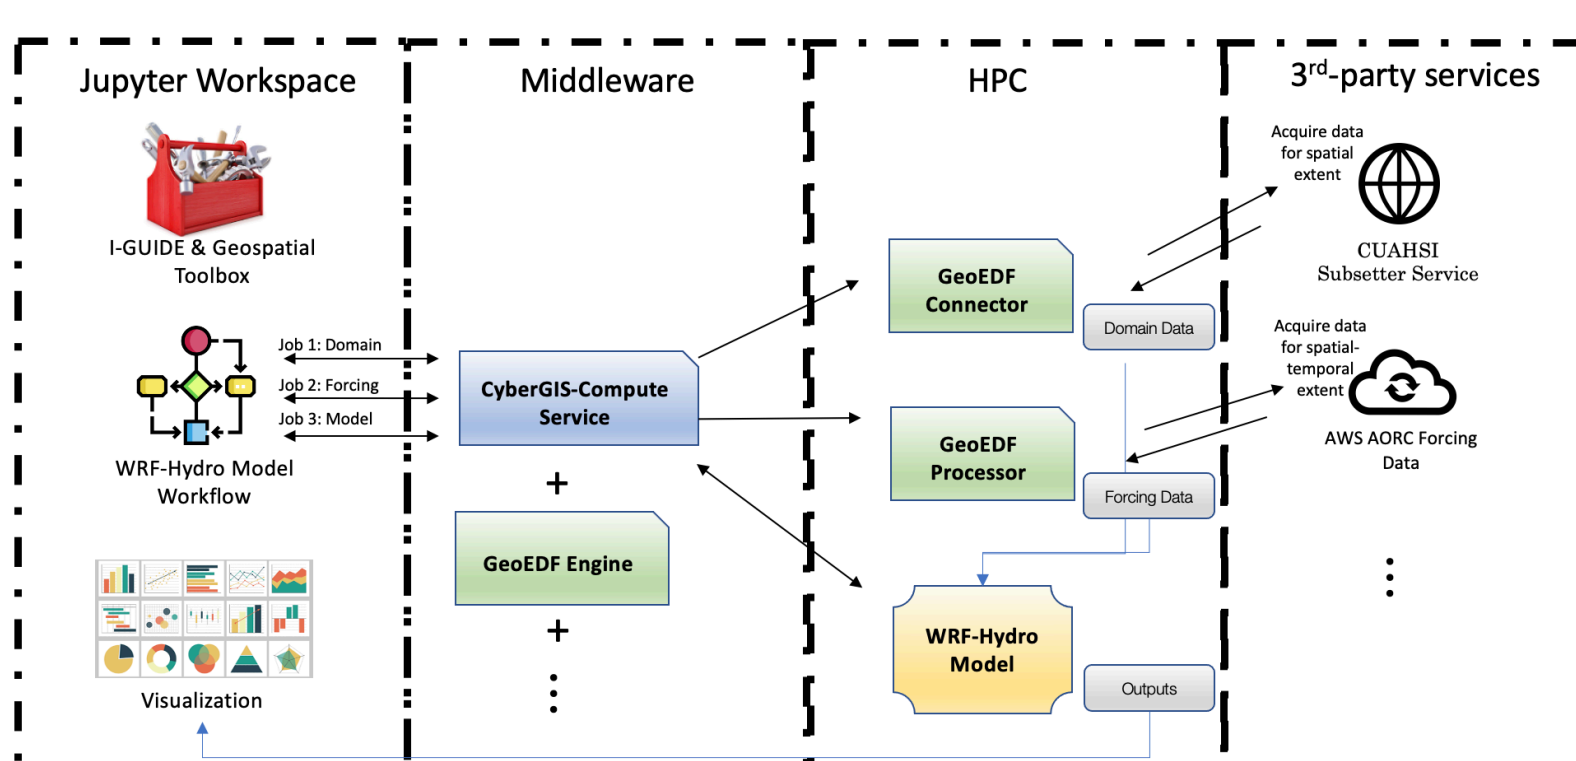 Jupyter Workspace
I-GUIDE & Geospatial
Toolbox
Job 1: Domain
Job 2: Forcing
Job 3: Model
WRF-Hydro Model
Workflow
Visualization
Middleware
CyberGIS-Compute
Service
+
GeoEDF Engine
+
HPC
GeoEDF
Connector
Domain Data
GeoEDF
Processor
Forcing Data
WRF-Hydro
Model
Outputs
3rd-party services
Acquire data
for spatial
extent
CUAHSI
Subsetter Service
Acquire data
for spatial-
temporal
extent
AWS AORC Forcing
Data